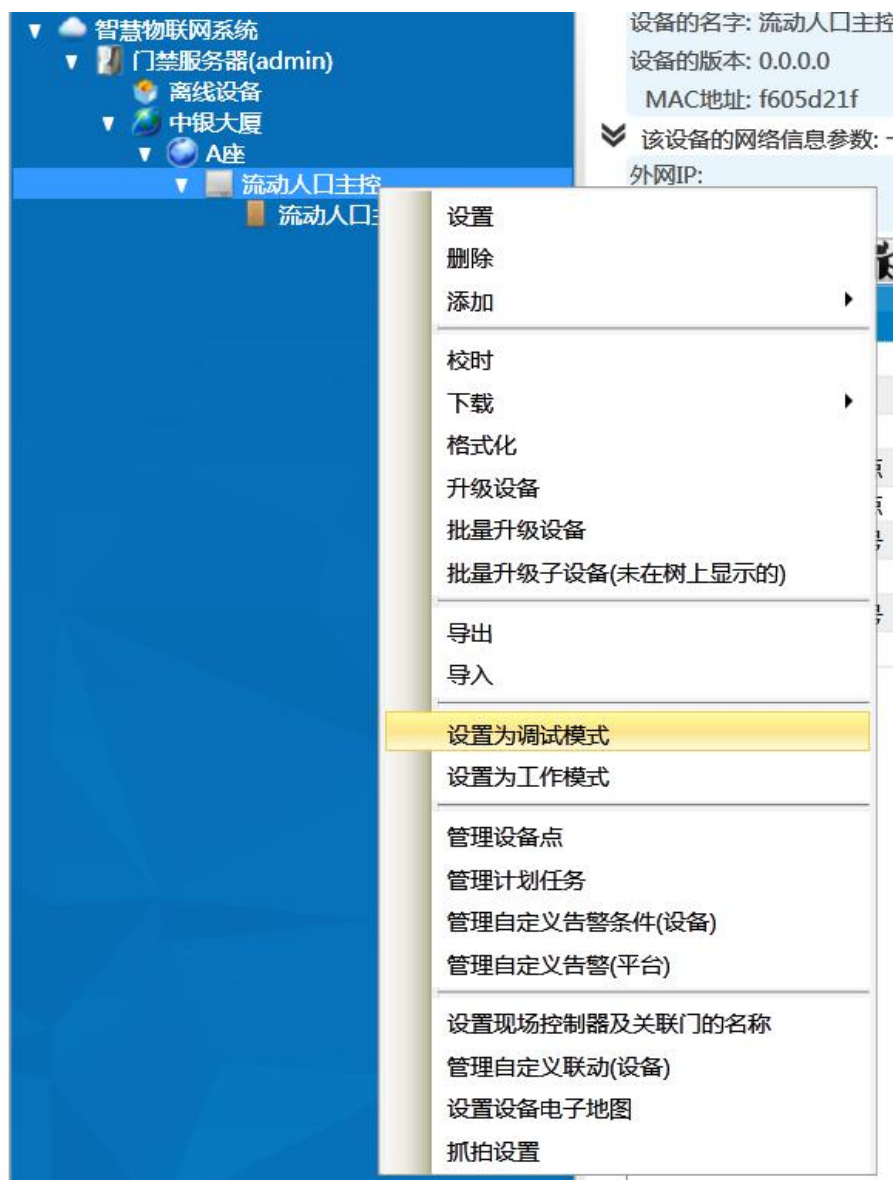 智慧物联网系统
门禁服务器(admin)
离线设备
中银大厦
A座
流动人口主控
流动人口
设备的名字: 流动人口主控
设备的版本: 0.0.0.0
MAC地址: f605d21f
该设备的网络信息参数:
外网IP:
设置
删除
添加
校时
下载
格式化
升级设备
批量升级设备
批量升级子设备(未在树上显示的)
导出
导入
设置为调试模式
设置为工作模式
管理设备点
管理计划任务
管理自定义告警条件(设备)
管理自定义告警(平台)
设置现场控制器及关联门的名称
管理自定义联动(设备)
设置设备电子地图
抓拍设置